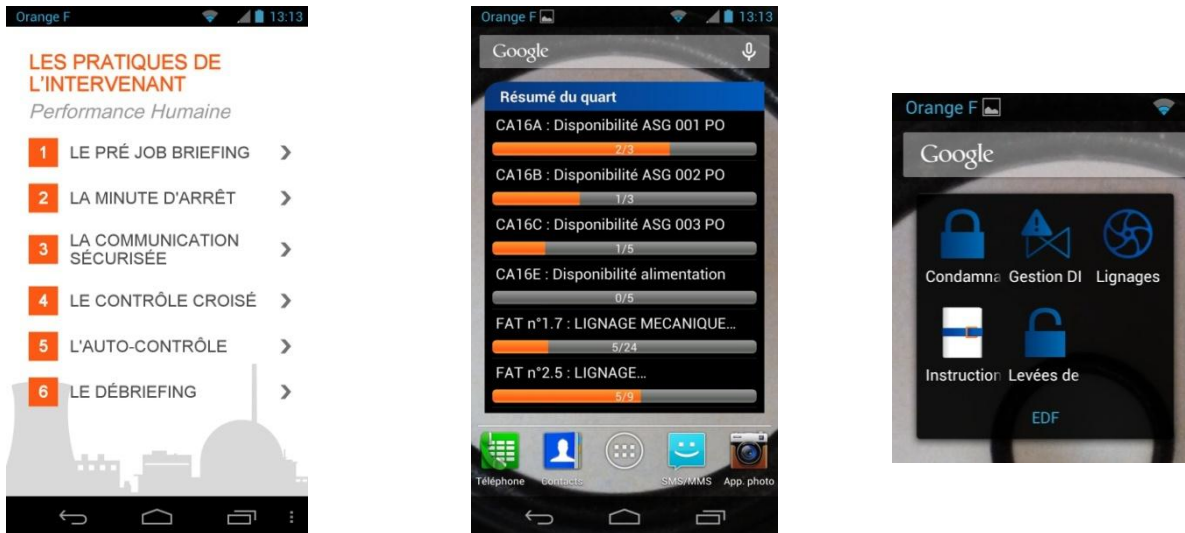 Orange F
13:13
LES PRATIQUES DE
L'INTERVENANT
Performance Humaine
1 LE PRÉ JOB BRIEFING
2 LA MINUTE D'ARRÊT
3 LA COMMUNICATION
SÉCURISÉE
4 LE CONTRÔLE CROISÉ
5 L'AUTO-CONTRÔLE
6 LE DÉBRIEFING
Orange F
13:13
Google
Résumé du quart
CA16A : Disponibilité ASG 001 PO
2/3
CA16B : Disponibilité ASG 002 PO
1/3
CA16C : Disponibilité ASG 003 PO
1/5
CA16E : Disponibilité alimentation
0/5
FAT n°1.7 : LIGNAGE MECANIQUE...
5/24
FAT n°2.5 : LIGNAGE...
5/9
Téléphone Contacts SMS/MMS App. photo
Orange F
Google
Condamna Gestion DI Lignages
Instruction Levées de
EDF